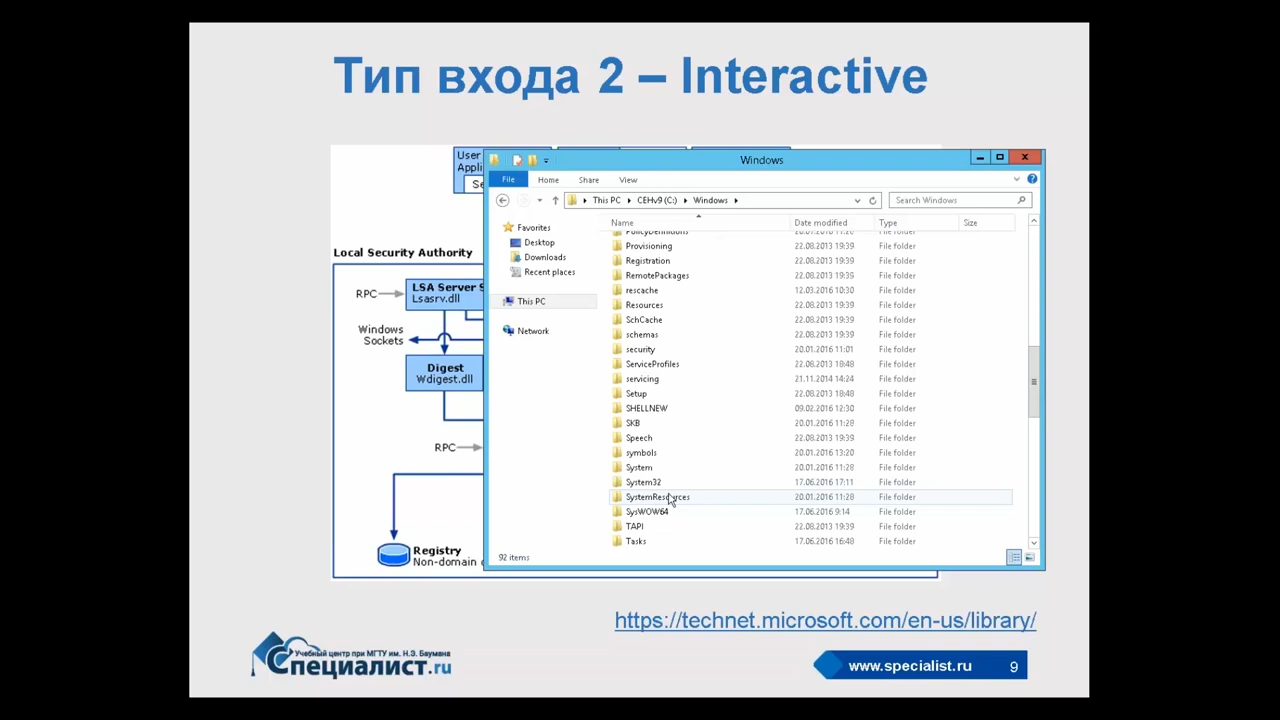 Тип входа 2 – Interactive
User
Appli
Se
Local Security Authority
RPC
LSA Server S
Lsasrv.dll
Windows
Sockets
Digest
Wdigest.dll
RPC
Registry
Non-domain
Windows
File Home Share View
This PC CEHv9 (C:) Windows
Search Windows
Favorites
Desktop
Downloads
Recent places
This PC
Network
Name Date modified Type Size
PolicyDefinitions 20.01.2016 11:28 File folder
Provisioning 22.08.2013 19:39 File folder
Registration 22.08.2013 19:39 File folder
RemotePackages 22.08.2013 19:39 File folder
rescache 12.03.2016 10:30 File folder
Resources 22.08.2013 19:39 File folder
SchCache 22.08.2013 19:39 File folder
schemas 22.08.2013 19:39 File folder
security 20.01.2016 11:01 File folder
ServiceProfiles 22.08.2013 18:48 File folder
servicing 21.11.2014 14:24 File folder
Setup 22.08.2013 18:48 File folder
SHELLNEW 09.02.2016 12:30 File folder
SKB 20.01.2016 11:28 File folder
Speech 22.08.2013 19:39 File folder
symbols 20.01.2016 13:20 File folder
System 20.01.2016 11:28 File folder
System32 17.06.2016 17:11 File folder
SystemResources 20.01.2016 11:28 File folder
SysWOW64 17.06.2016 9:14 File folder
TAPI 22.08.2013 19:39 File folder
Tasks 17.06.2016 16:48 File folder
92 items
https://technet.microsoft.com/en-us/library/
Учебный центр при МГТУ им. Н.Э. Баумана
Специалист.ru
www.specialist.ru 9